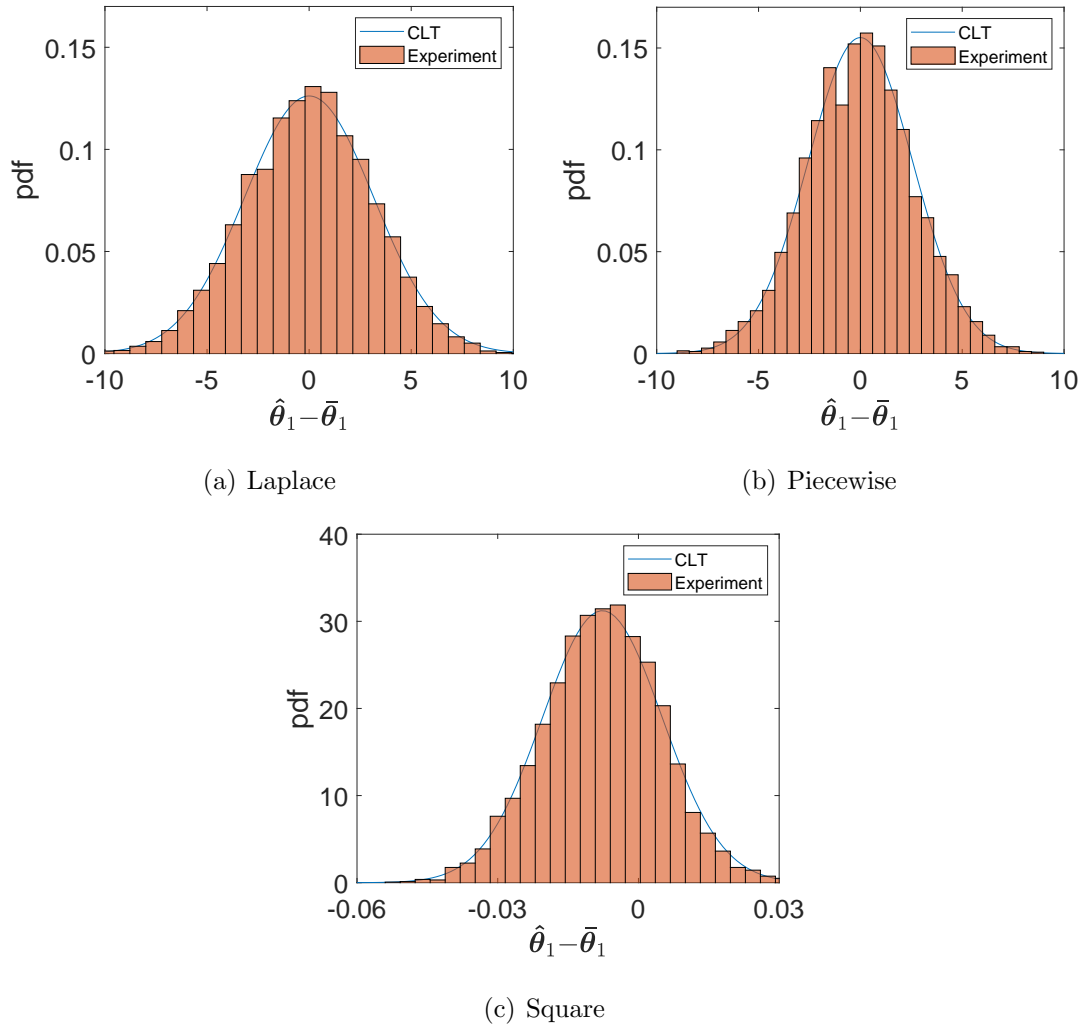 CLT
Experiment
0.15
0.1
0.05
0
pdf
-10
-5
0
5
10
θ̂₁−θ̄₁
(a) Laplace
CLT
Experiment
0.15
0.1
0.05
0
pdf
-10
-5
0
5
10
θ̂₁−θ̄₁
(b) Piecewise
CLT
Experiment
40
30
20
10
0
pdf
-0.06
-0.03
0
0.03
θ̂₁−θ̄₁
(c) Square